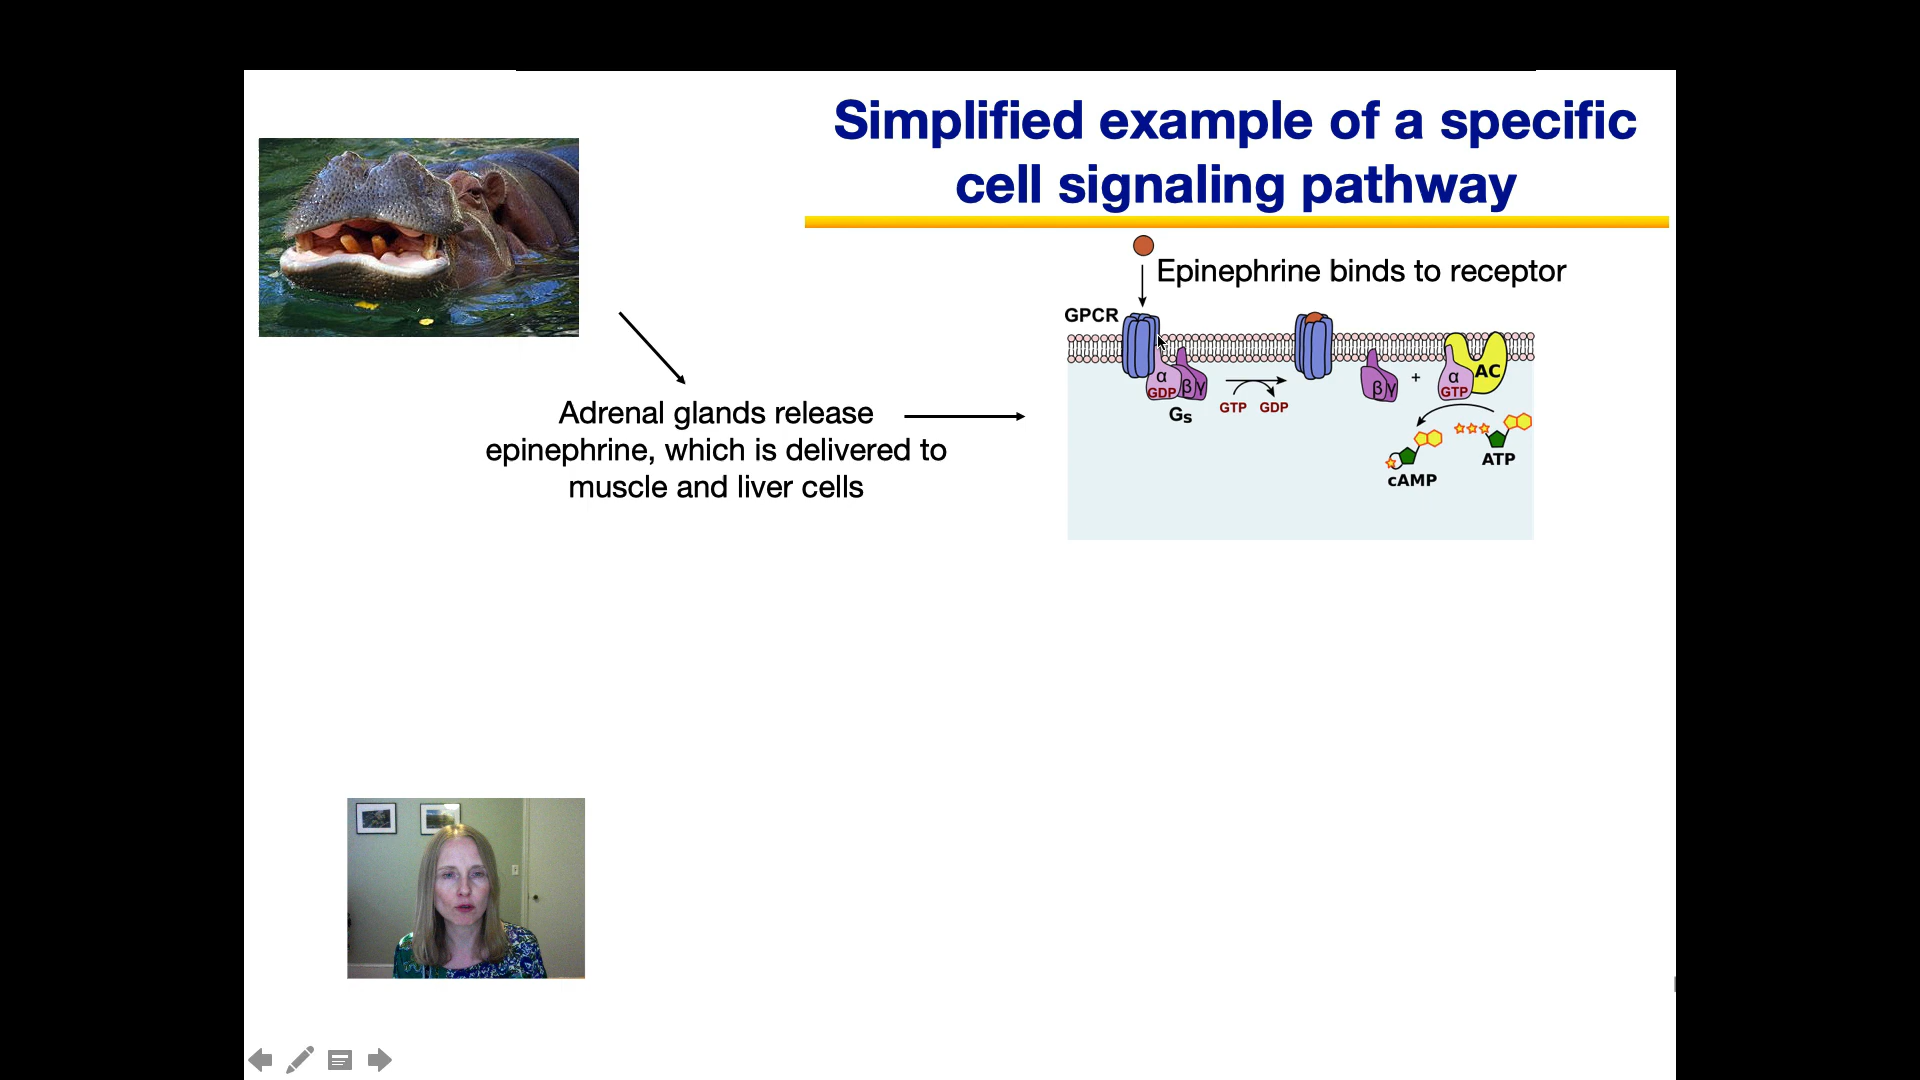 Simplified example of a specific
cell signaling pathway
Epinephrine binds to receptor
GPCR
Adrenal glands release
epinephrine, which is delivered to
muscle and liver cells
α
GDP
βγ
Gs
GTP GDP
βγ
+
α
GTP
AC
cAMP
ATP